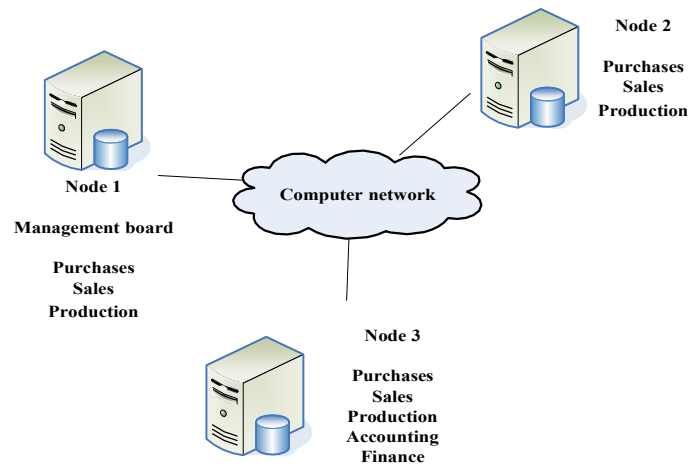 Node 1
Management board
Purchases
Sales
Production
Computer network
Node 2
Purchases
Sales
Production
Node 3
Purchases
Sales
Production
Accounting
Finance